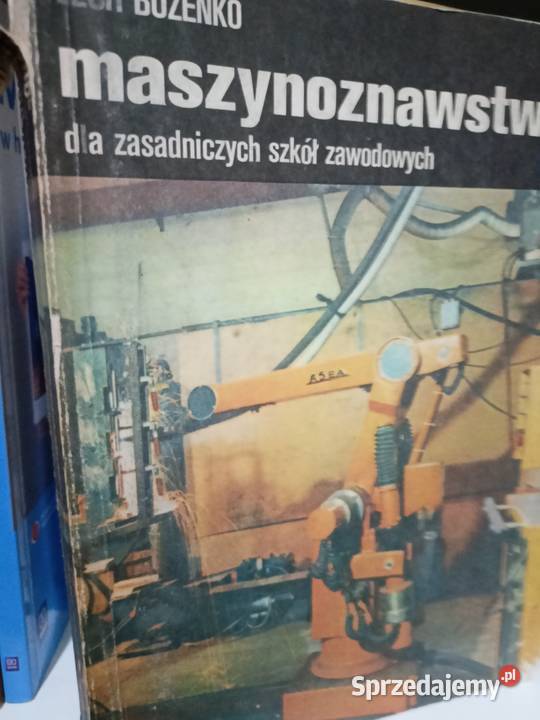 BOŻENKO
maszynoznawstw
dla zasadniczych szkół zawodowych
ASEA
Sprzedajemy.pl